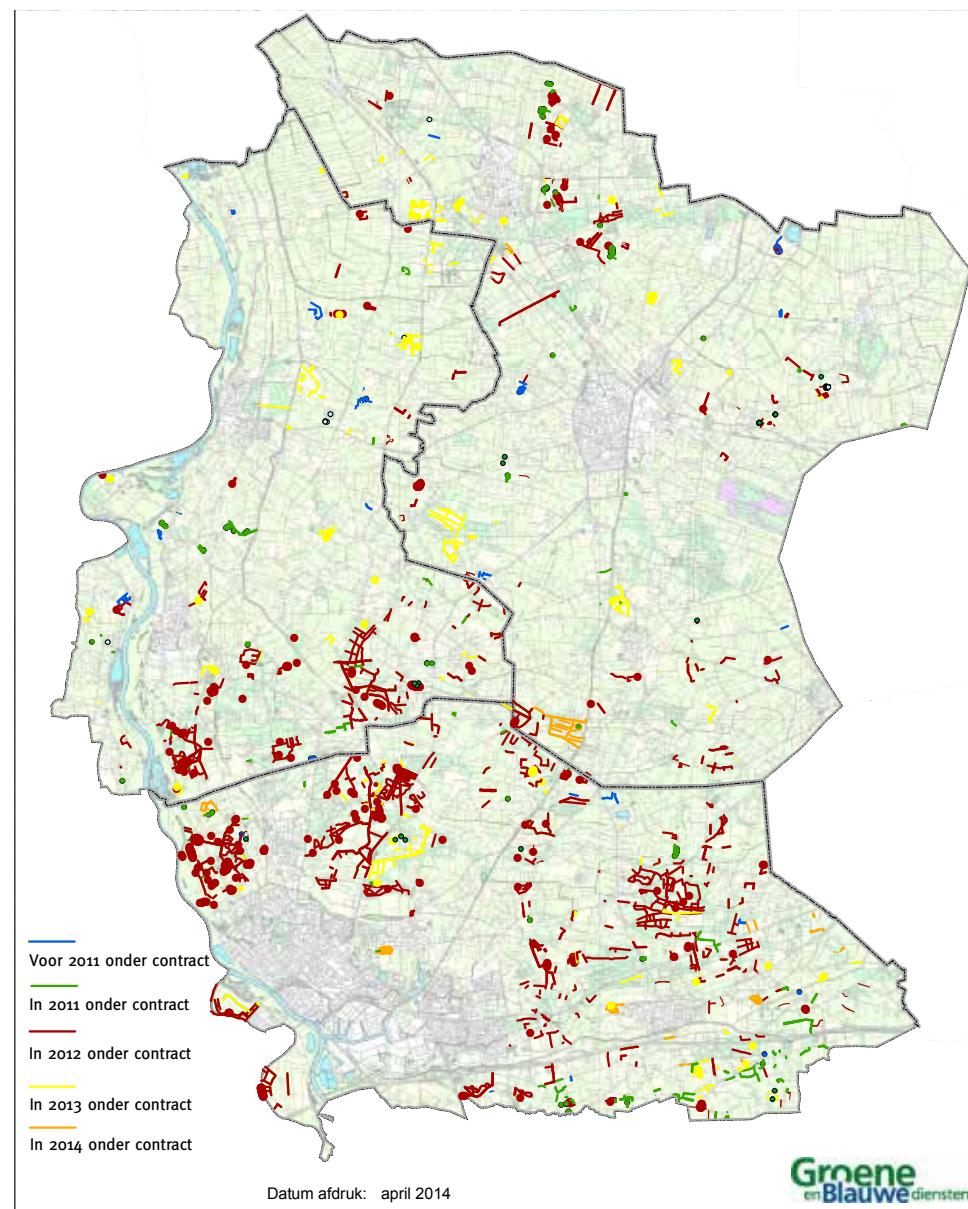 Voor 2011 onder contract
In 2011 onder contract
In 2012 onder contract
In 2013 onder contract
In 2014 onder contract
Datum afdruk: april 2014
Groene
en Blauwe diensten